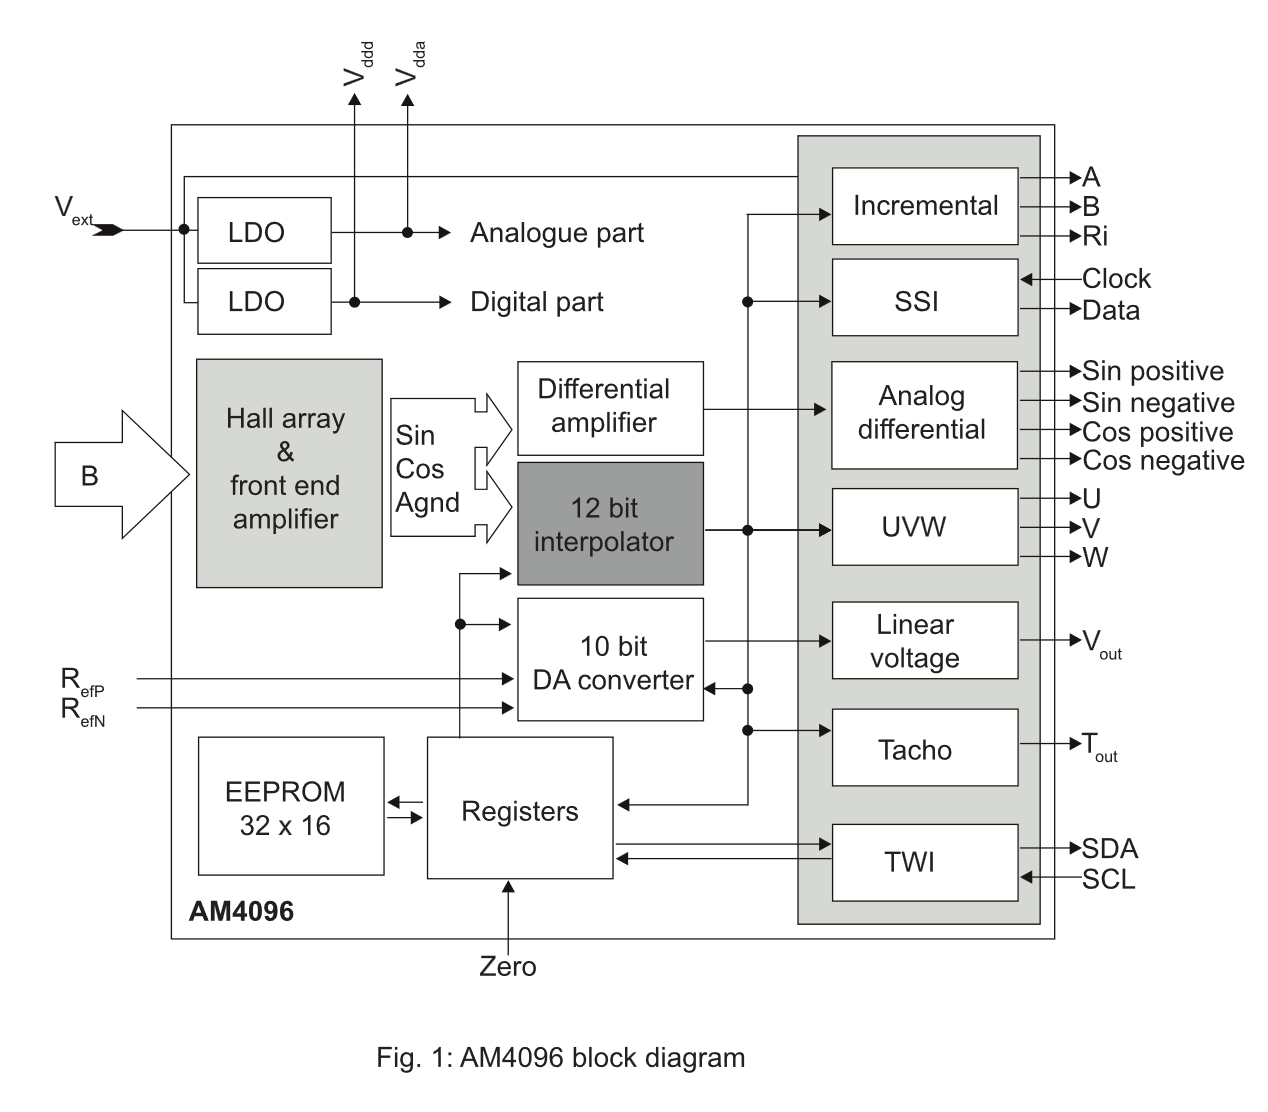 Vddd
Vdda
Vext
LDO
Analogue part
LDO
Digital part
Incremental
A
B
Ri
SSI
Clock
Data
Hall array
&
front end
amplifier
B
Sin
Cos
Agnd
Differential
amplifier
12 bit
interpolator
Analog
differential
Sin positive
Sin negative
Cos positive
Cos negative
UVW
U
V
W
10 bit
DA converter
Linear
voltage
Vout
RefP
RefN
Tacho
Tout
EEPROM
32 x 16
Registers
TWI
SDA
SCL
AM4096
Zero
Fig. 1: AM4096 block diagram